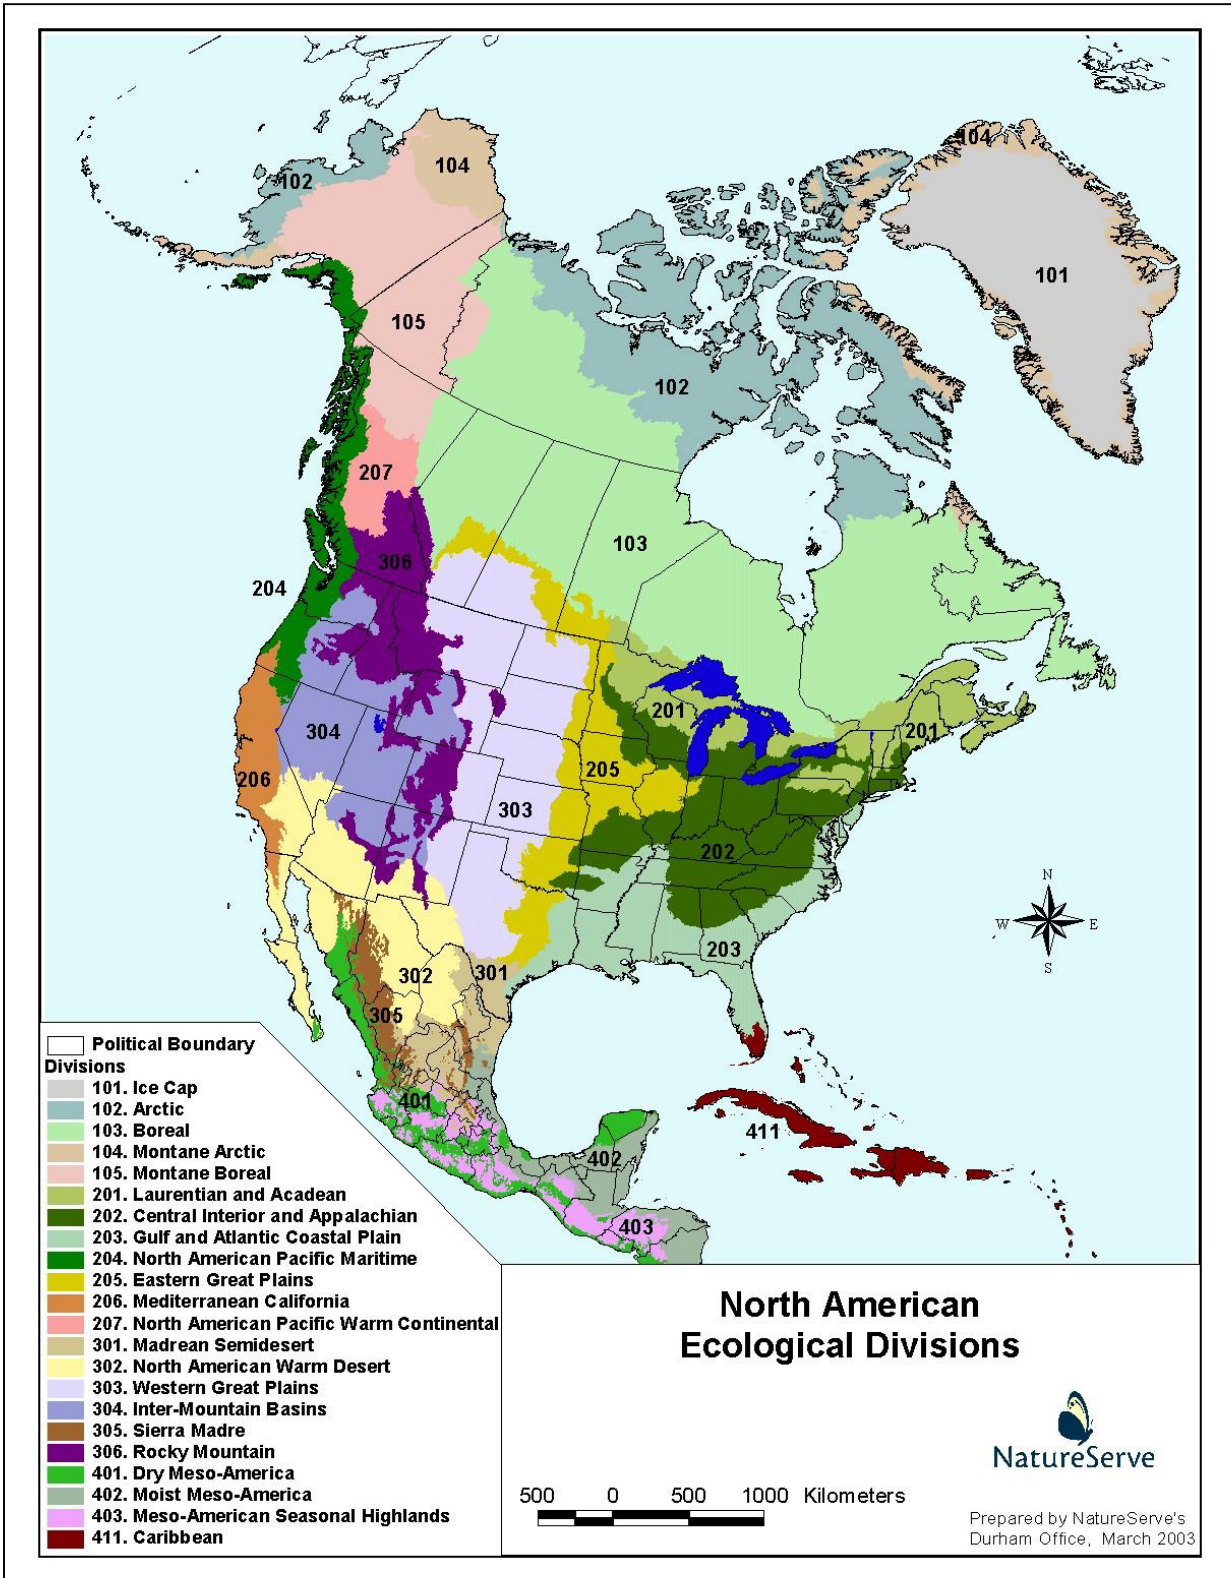 104
104
102
101
105
102
207
103
306
204
201
201
304
205
206
303
202
N
W
E
S
203
301
302
305
401
411
402
403
Political Boundary
Divisions
101. Ice Cap
102. Arctic
103. Boreal
104. Montane Arctic
105. Montane Boreal
201. Laurentian and Acadean
202. Central Interior and Appalachian
203. Gulf and Atlantic Coastal Plain
204. North American Pacific Maritime
205. Eastern Great Plains
206. Mediterranean California
207. North American Pacific Warm Continental
301. Madrean Semidesert
302. North American Warm Desert
303. Western Great Plains
304. Inter-Mountain Basins
305. Sierra Madre
306. Rocky Mountain
401. Dry Meso-America
402. Moist Meso-America
403. Meso-American Seasonal Highlands
411. Caribbean
North American
Ecological Divisions
NatureServe
500 0 500 1000 Kilometers
Prepared by NatureServe's
Durham Office, March 2003